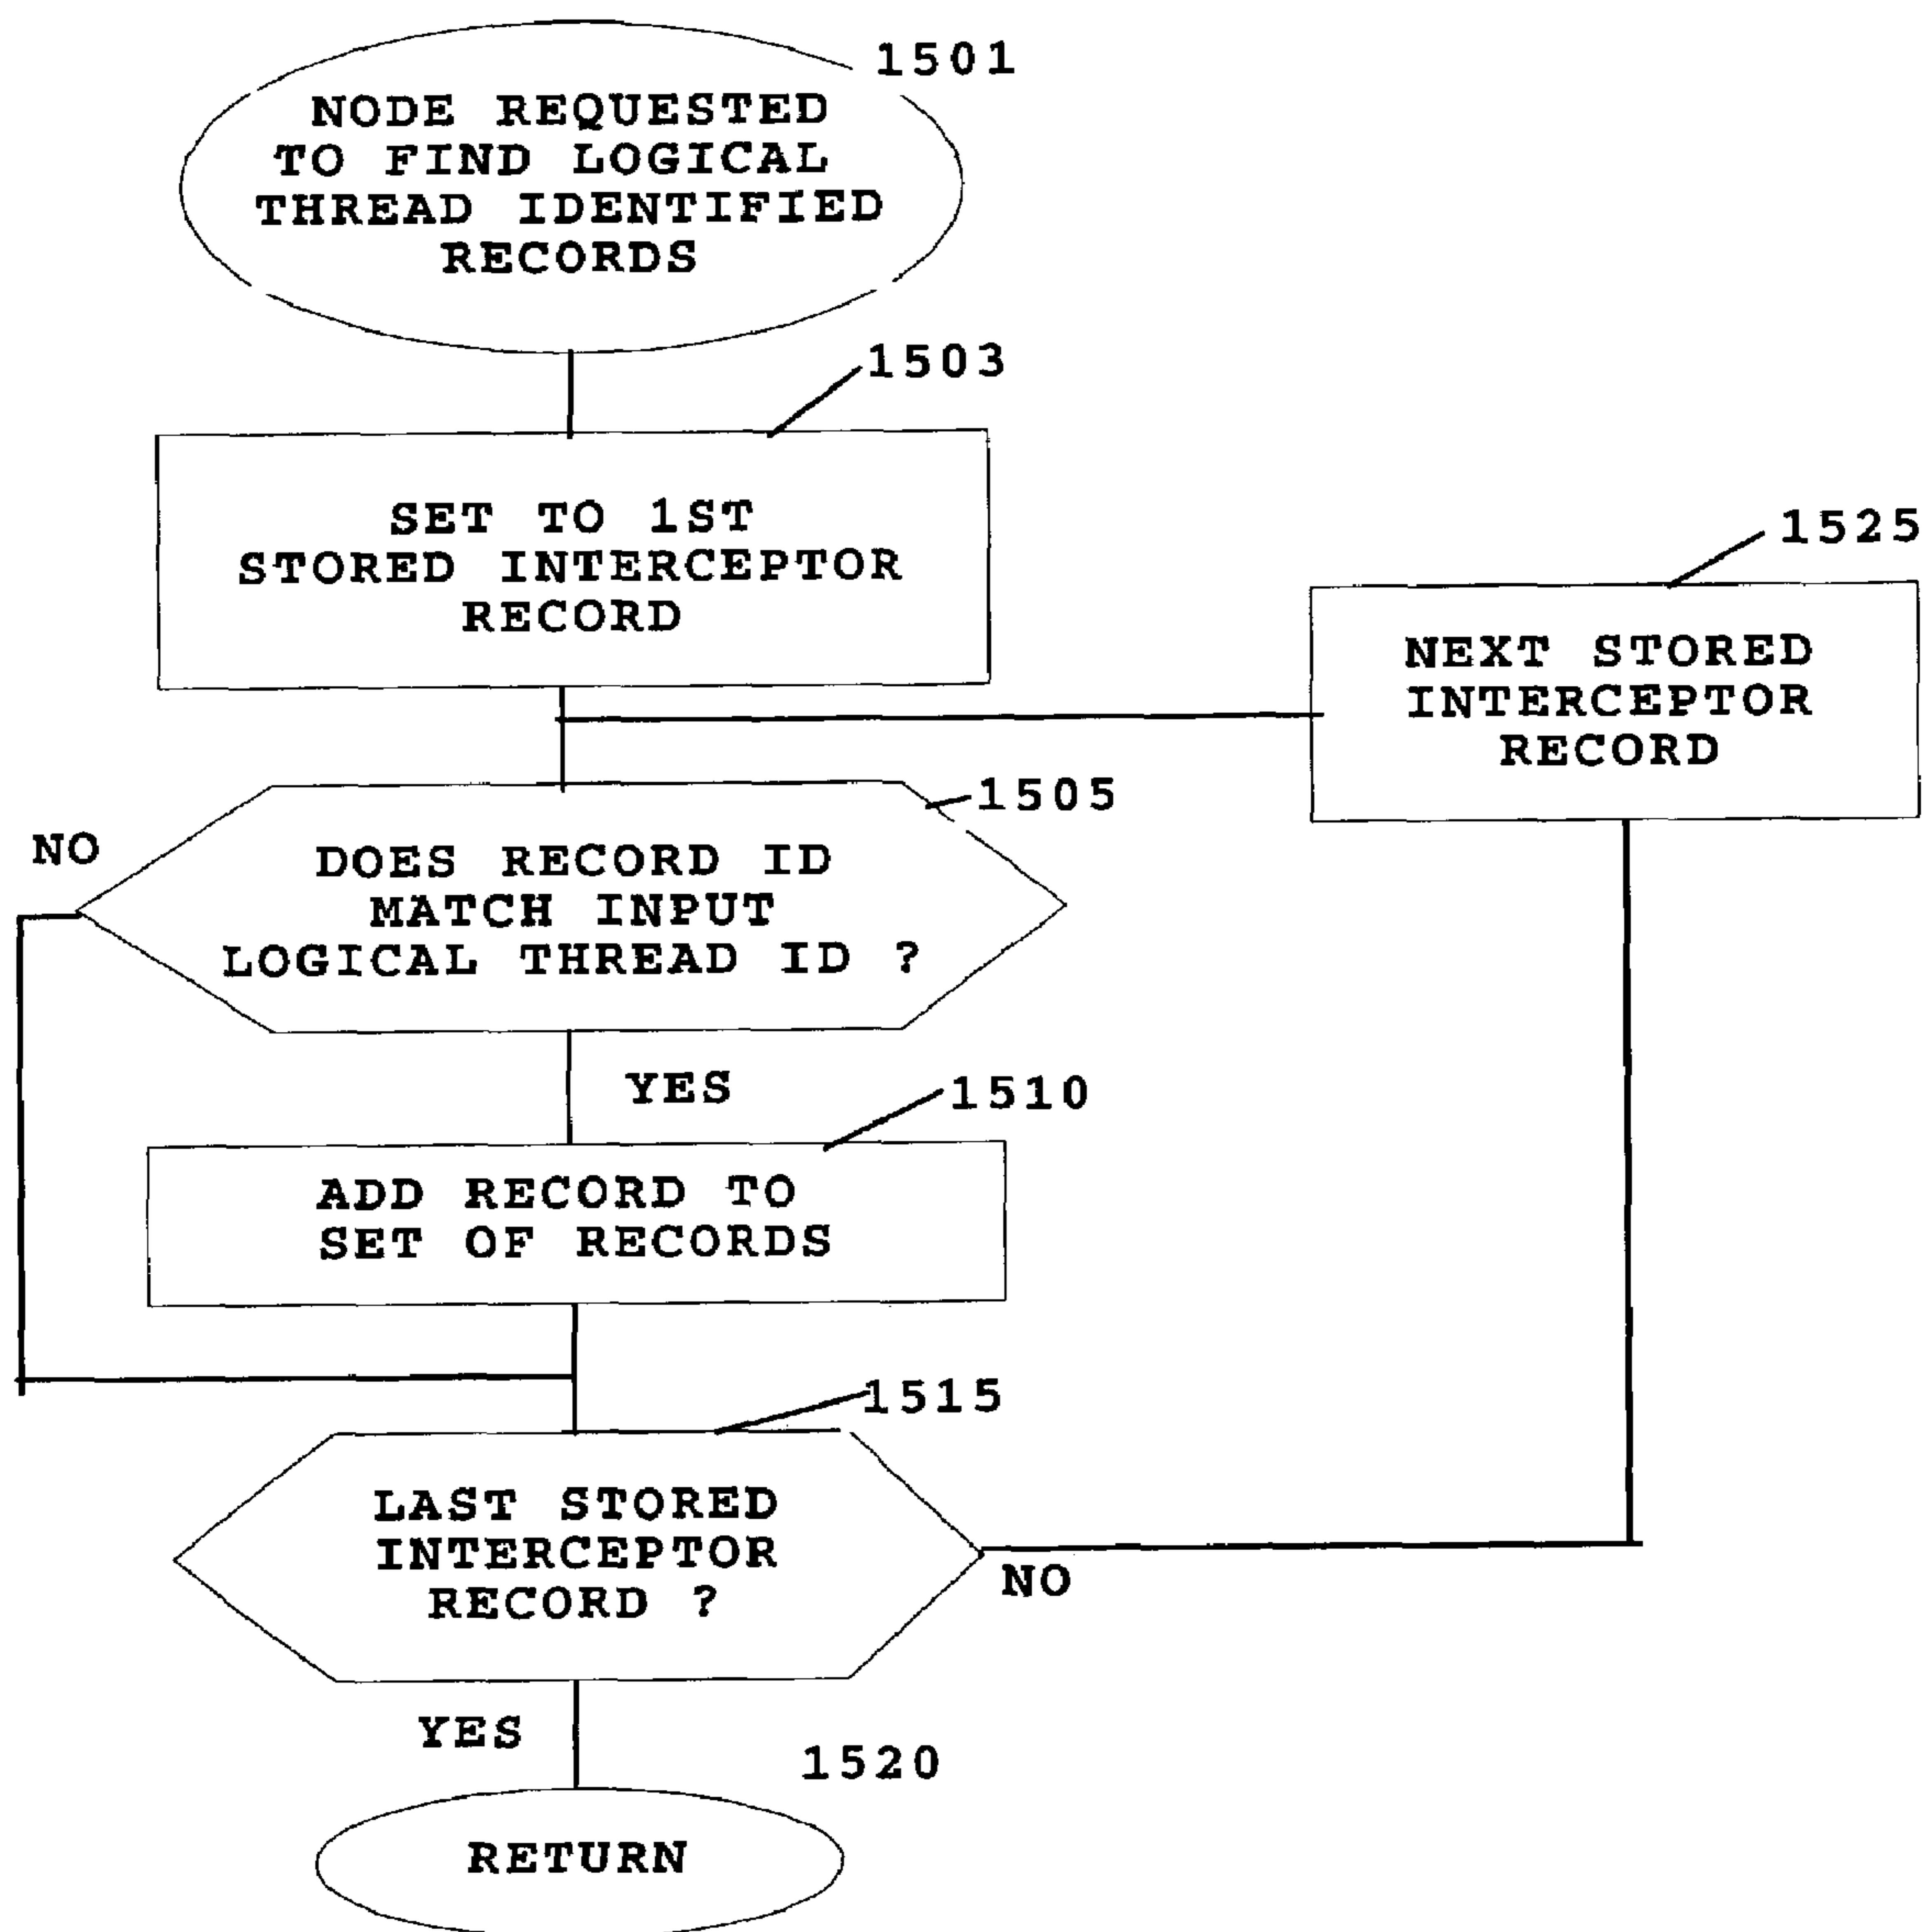 1501
NODE REQUESTED
TO FIND LOGICAL
THREAD IDENTIFIED
RECORDS
1503
SET TO 1ST
STORED INTERCEPTOR
RECORD
1525
NEXT STORED
INTERCEPTOR
RECORD
1505
NO
DOES RECORD ID
MATCH INPUT
LOGICAL THREAD ID ?
YES
1510
ADD RECORD TO
SET OF RECORDS
1515
LAST STORED
INTERCEPTOR
RECORD ?
NO
YES
1520
RETURN